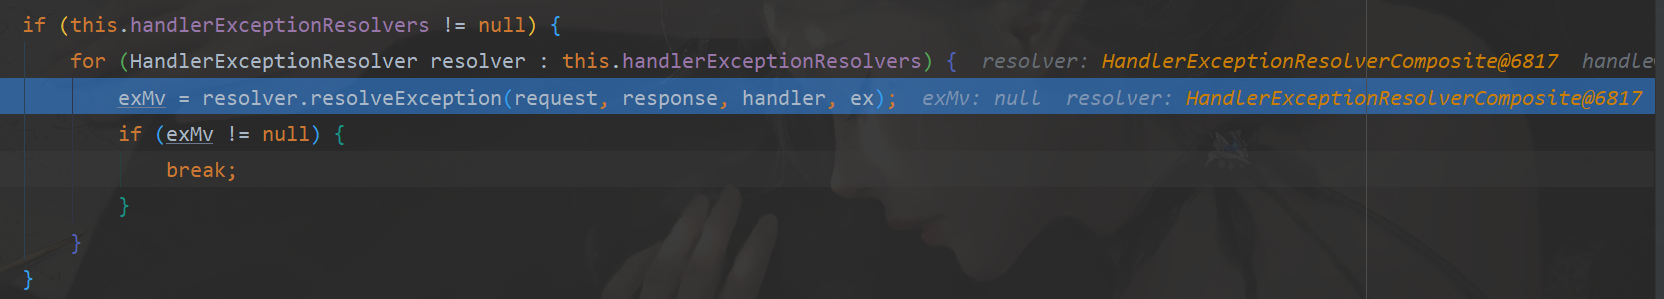 if (this.handlerExceptionResolvers != null) {
for (HandlerExceptionResolver resolver : this.handlerExceptionResolvers) { resolver: HandlerExceptionResolverComposite@6817 handle
exMv = resolver.resolveException(request, response, handler, ex); exMv: null resolver: HandlerExceptionResolverComposite@6817
if (exMv != null) {
break;
}
}
}